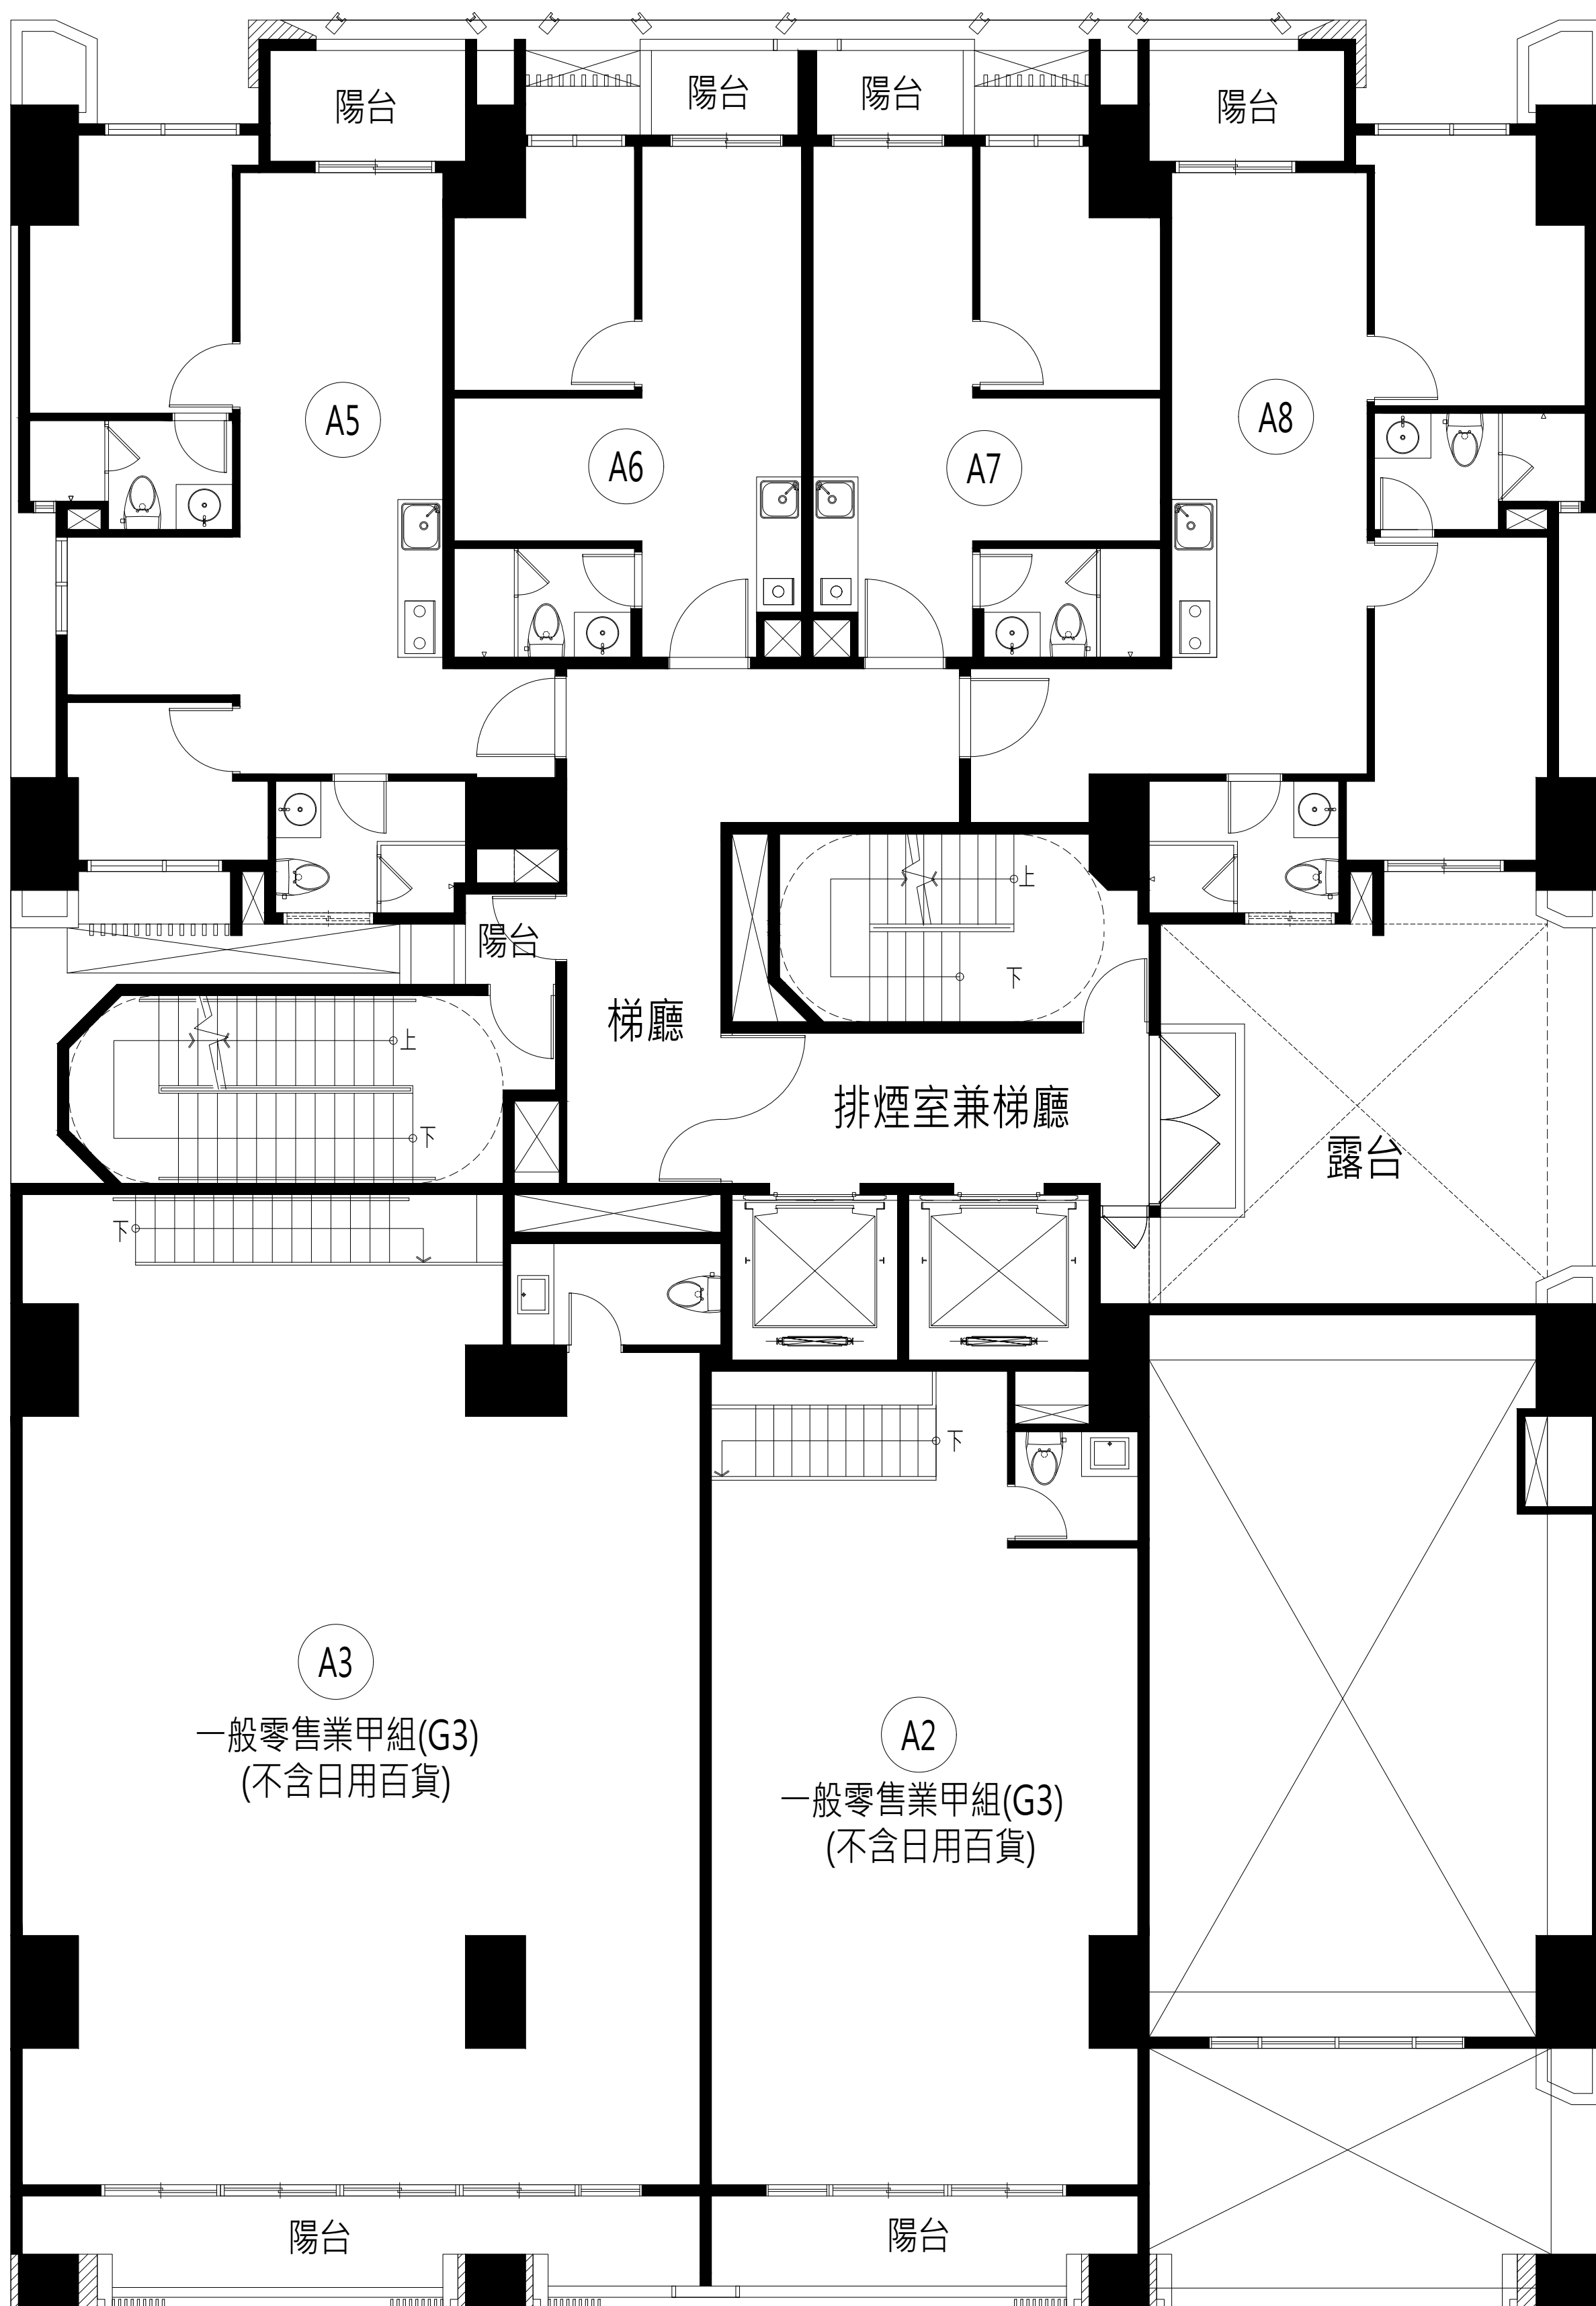 陽台
陽台
陽台
陽台
A5
A6
A7
A8
上
陽台
下
梯廳
上
排煙室兼梯廳
下
露台
下
下
A3
一般零售業甲組(G3)
(不含日用百貨)
A2
一般零售業甲組(G3)
(不含日用百貨)
陽台
陽台